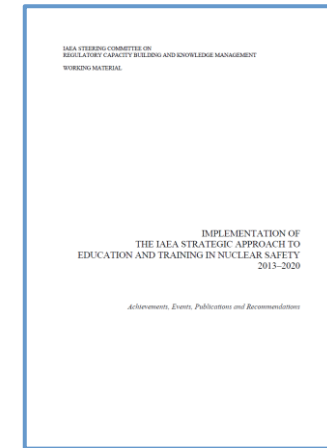 IAEA STEERING COMMITTEE ON
REGULATORY CAPACITY BUILDING AND KNOWLEDGE MANAGEMENT
WORKING MATERIAL
IMPLEMENTATION OF
THE IAEA STRATEGIC APPROACH TO
EDUCATION AND TRAINING IN NUCLEAR SAFETY
2013–2020
Achievements, Events, Publications and Recommendations